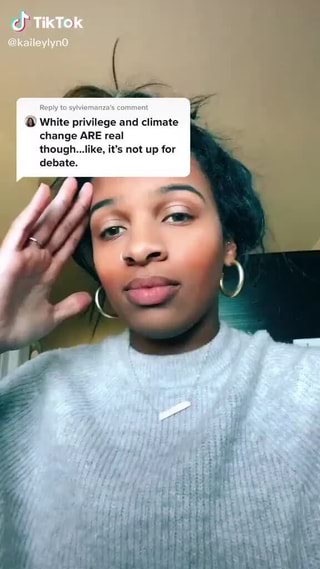 TikTok
@kaileylyn0
Reply to sylviemanza's comment
White privilege and climate
change ARE real
though...like, it's not up for
debate.